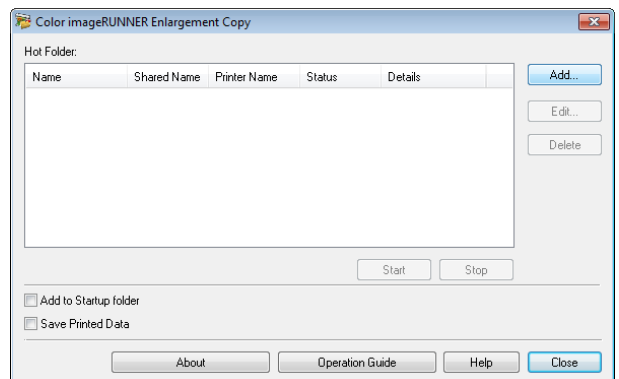 Color imageRUNNER Enlargement Copy
Hot Folder:
Name Shared Name Printer Name Status Details
Add...
Edit...
Delete
Start Stop
Add to Startup folder
Save Printed Data
About Operation Guide Help Close